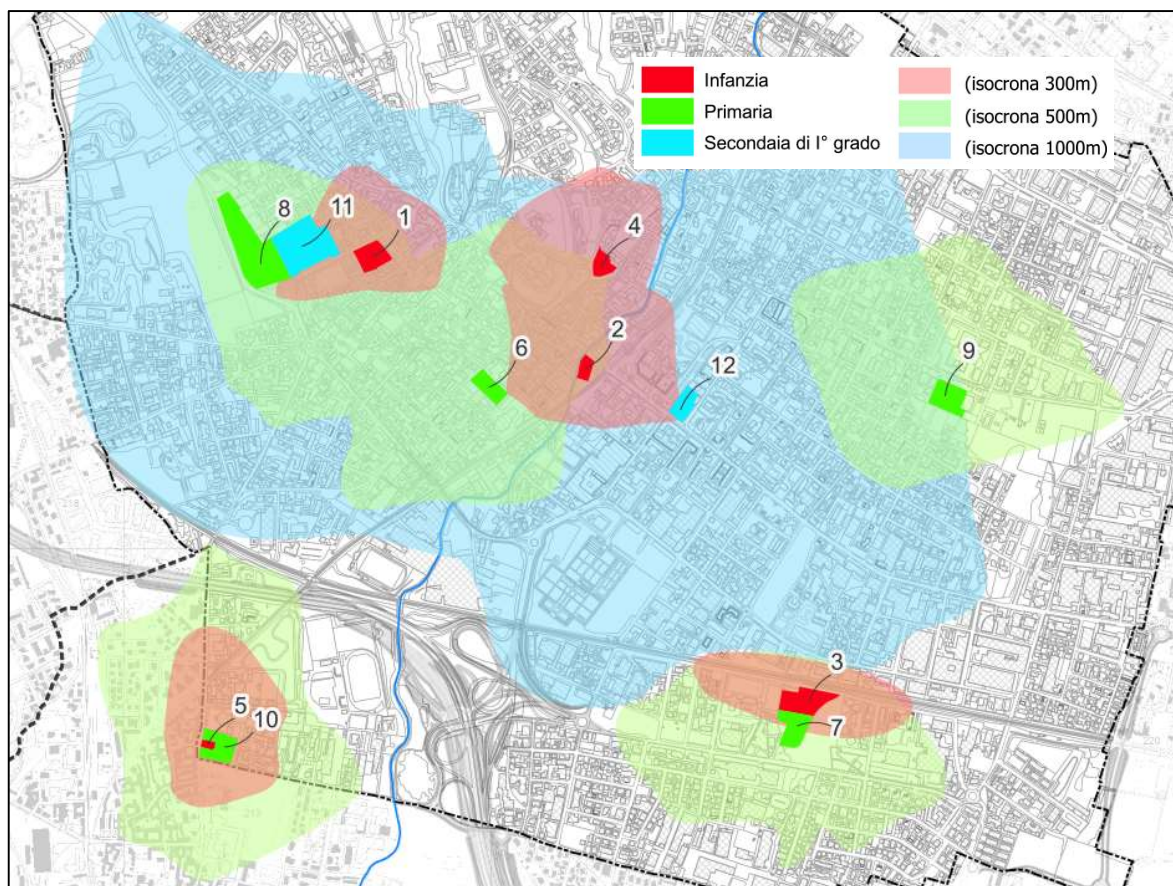 Infanzia
(isocrona 300m)
Primaria
(isocrona 500m)
Secondaia di I° grado
(isocrona 1000m)
8
11
1
4
2
6
12
9
3
7
5
10